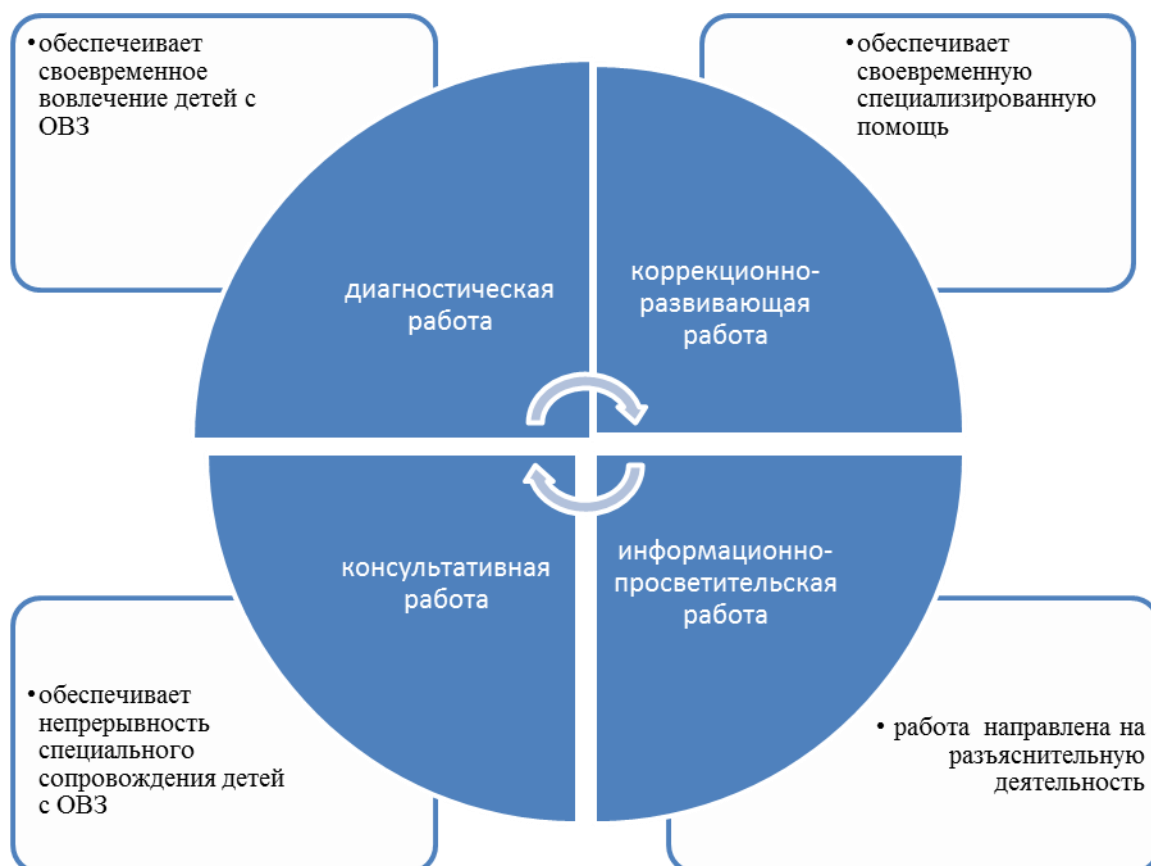 • обеспечеивает
своевременное
вовлечение детей с
ОВЗ
• обеспечивает
своевременную
специализированную
помощь
диагностическая
работа
коррекционно-
развивающая
работа
консультативная
работа
информационно-
просветительская
работа
• обеспечивает
непрерывность
специального
сопровождения детей
с ОВЗ
• работа направлена на
разъяснительную
деятельность